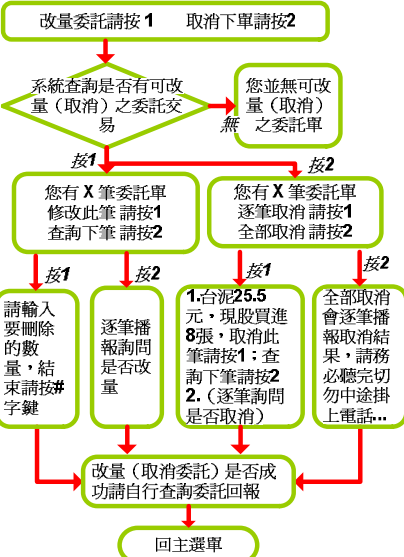 改量委託請按 1 取消下單請按2
系統查詢是否有可改
量（取消）之委託交
易
無
您並無可改
量（取消）
之委託單
按1
按2
您有 X 筆委託單
修改此筆 請按1
查詢下筆 請按2
您有 X 筆委託單
逐筆取消 請按1
全部取消 請按2
按1
按2
按1
按2
請輸入
要刪除
的數
量，結
束請按#
字鍵
逐筆播
報詢問
是否改
量
1.台泥25.5
元，現股買進
8張，取消此
筆請按1；查
詢下筆請按2
2.（逐筆詢問
是否取消）
全部取消
會逐筆播
報取消結
果，請務
必聽完切
勿中途掛
上電話...
改量（取消委託）是否成
功請自行查詢委託回報
回主選單